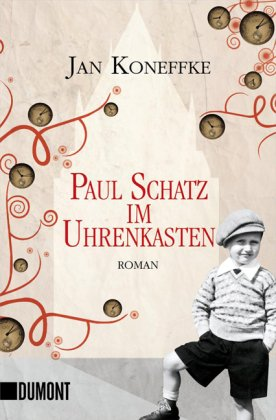 JAN KONEFFKE
PAUL SCHATZ
IM
UHRENKASTEN
ROMAN
DUMONT